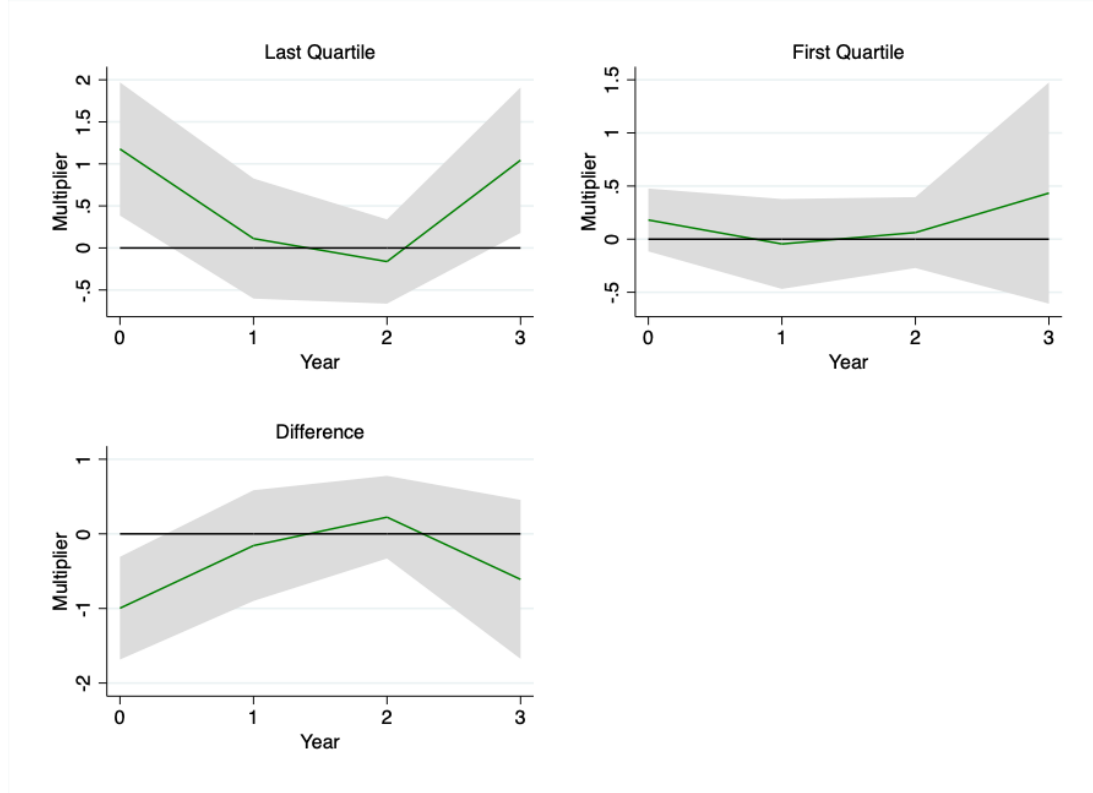 Last Quartile
Multiplier
2
1.5
1
.5
0
-.5
0 1 2 3
Year
First Quartile
Multiplier
1.5
1
.5
0
-.5
0 1 2 3
Year
Difference
Multiplier
1
0
-1
-2
0 1 2 3
Year